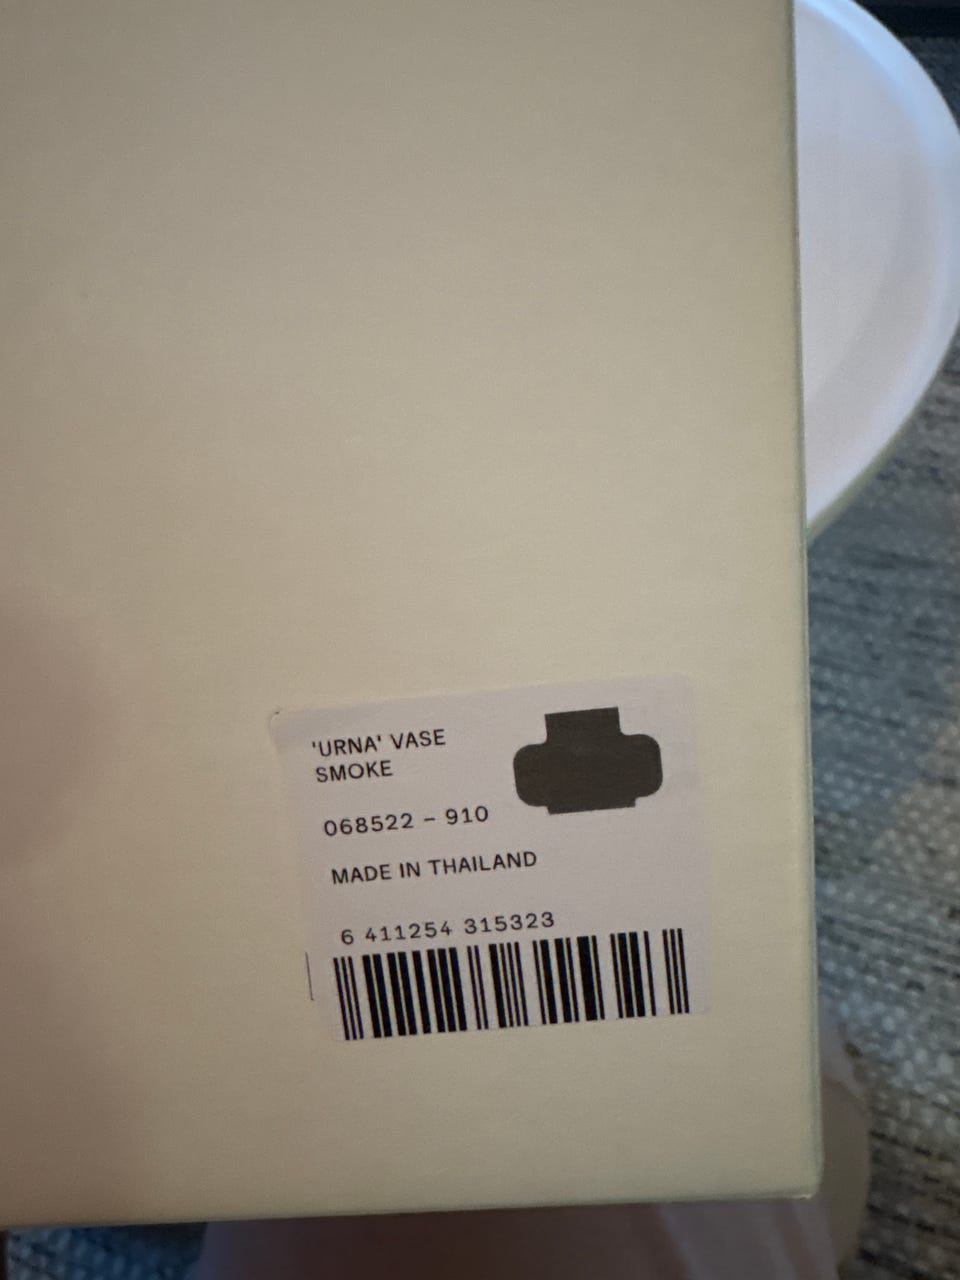 'URNA' VASE
SMOKE
068522 – 910
MADE IN THAILAND
6 411254 315323